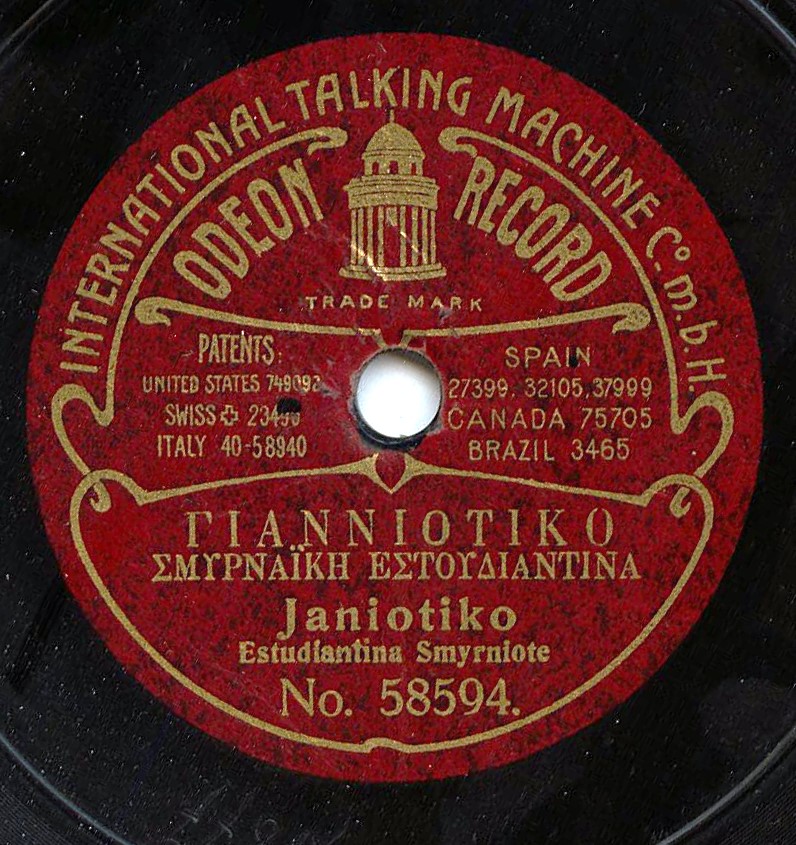 INTERNATIONAL TALKING MACHINE Co. m.b.H.
ODEON RECORD
TRADE MARK
PATENTS:
UNITED STATES 749092
SWISS
ITALY 40-58940
SPAIN
27399. 32105. 37999
CANADA 75705
BRAZIL 3465
ΓΙΑΝΝΙΟΤΙΚΟ
ΣΜΥΡΝΑΪΚΗ ΕΣΤΟΥΔΙΑΝΤΙΝΑ
Janiotiko
Estudiantina Smyrniote
No. 58594.